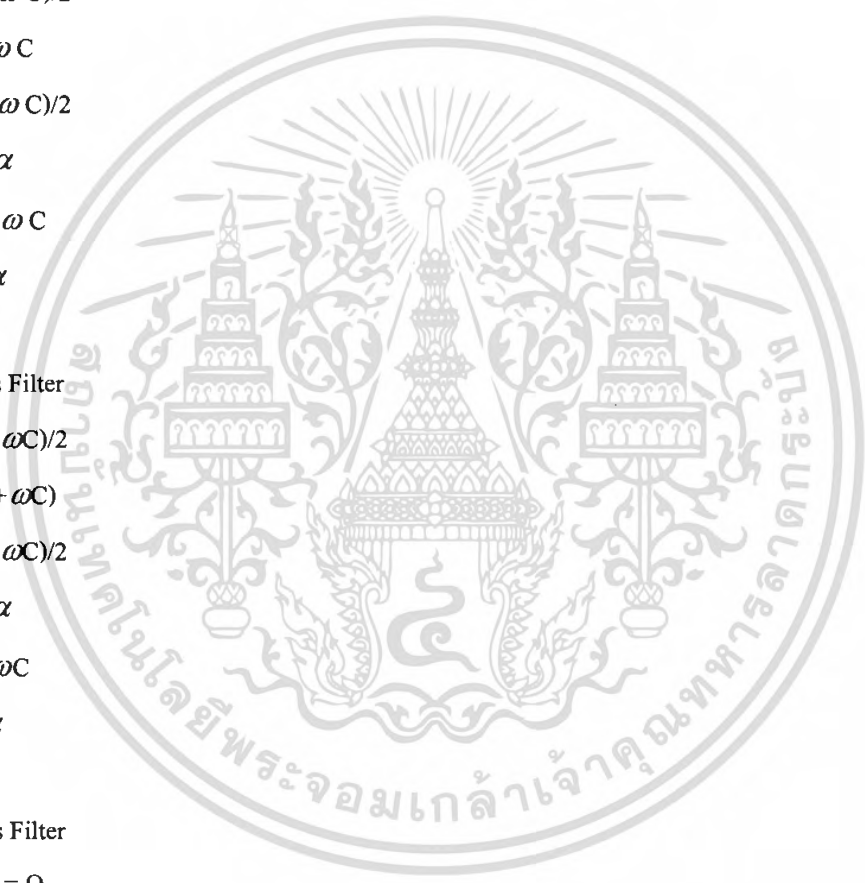 ω C
ω C)/2
α
ω C
α
s Filter
ωC)/2
+ ωC)
ωC)/2
α
ωC
α
s Filter
= Q
สถาบันเทคโนโลยีพระจอมเกล้าเจ้าคุณทหารลาดกระบัง